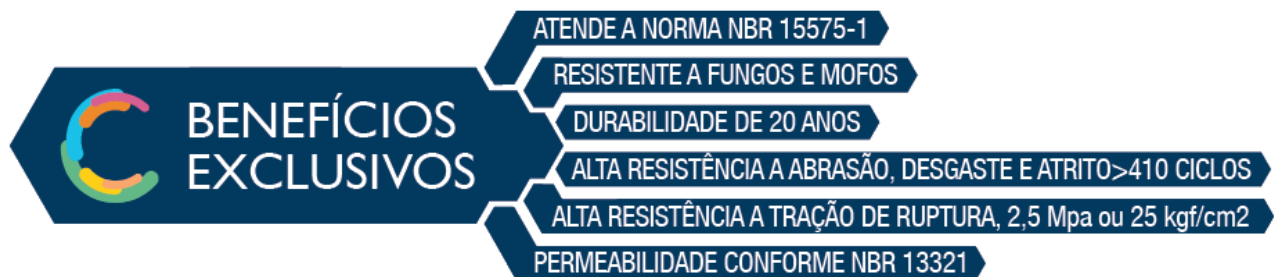 ATENDE A NORMA NBR 15575-1
RESISTENTE A FUNGOS E MOFOS
BENEFÍCIOS
EXCLUSIVOS
DURABILIDADE DE 20 ANOS
ALTA RESISTÊNCIA A ABRASÃO, DESGASTE E ATRITO>410 CICLOS
ALTA RESISTÊNCIA A TRAÇÃO DE RUPTURA, 2,5 Mpa ou 25 kgf/cm2
PERMEABILIDADE CONFORME NBR 13321